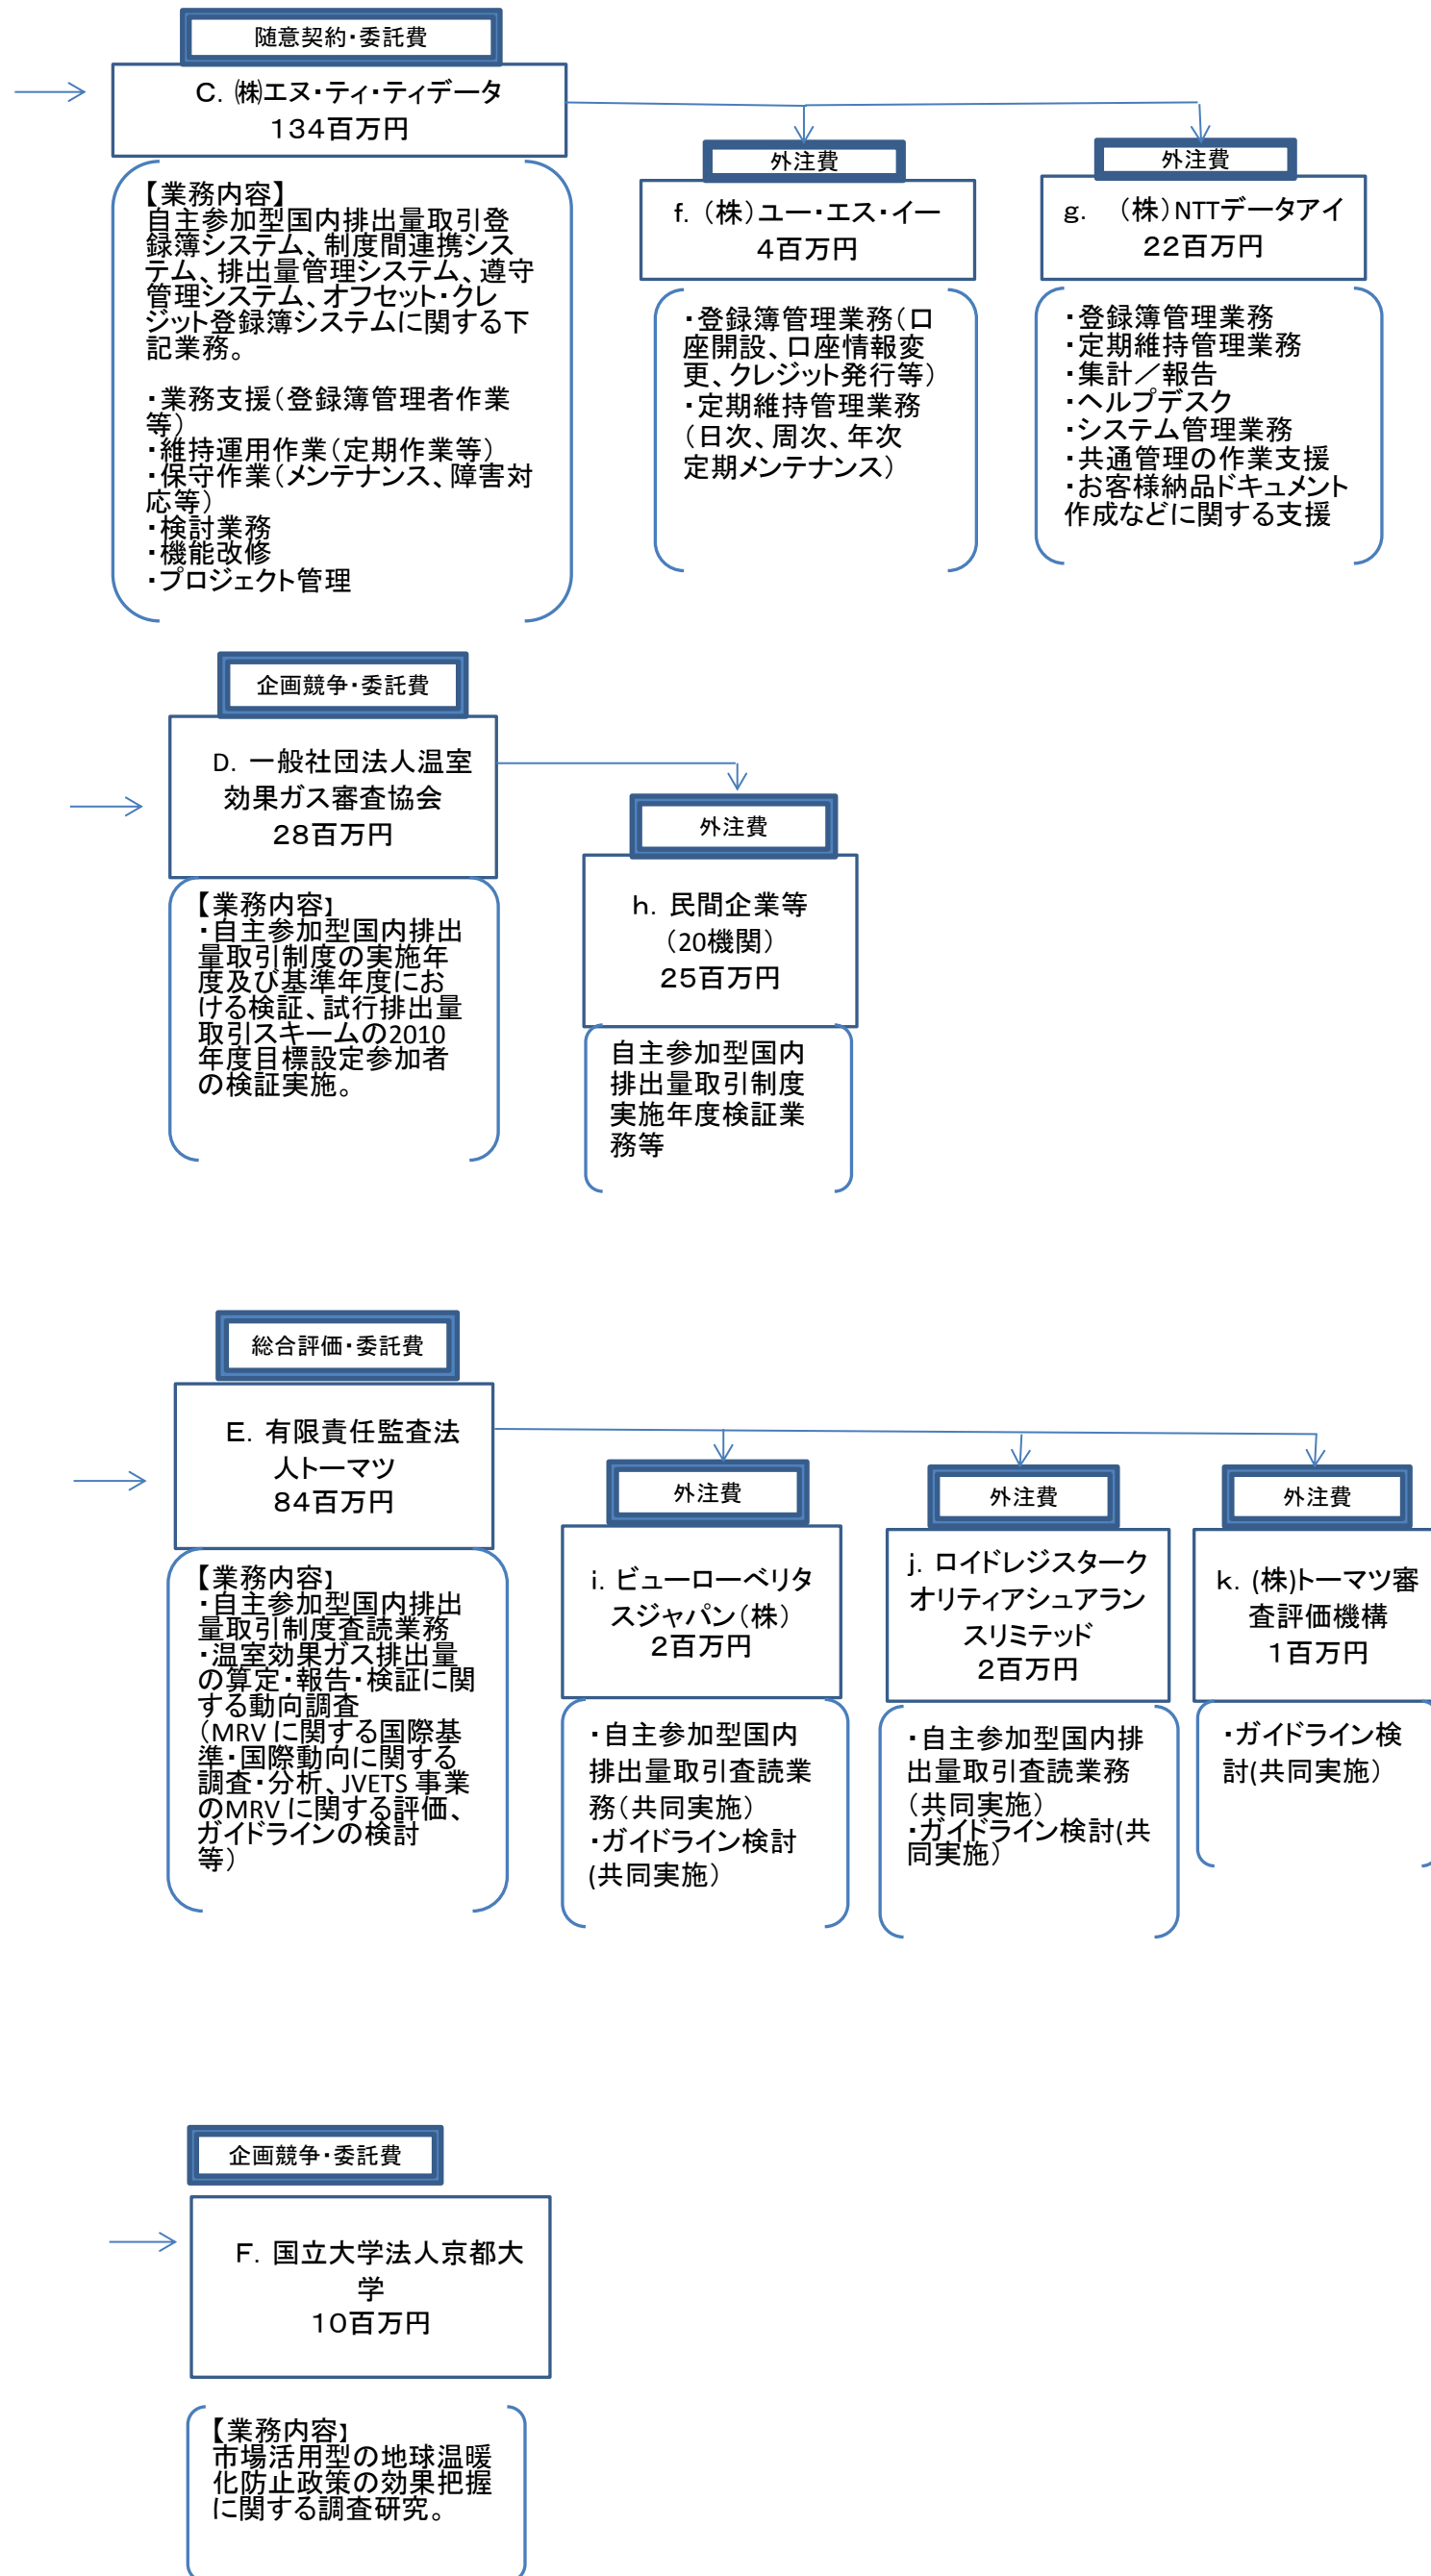 随意契約・委託費
C. ㈱エヌ・ティ・ティデータ
134百万円
【業務内容】
自主参加型国内排出量取引登
録簿システム、制度間連携シス
テム、排出量管理システム、遵守
管理システム、オフセット・クレ
ジット登録簿システムに関する下
記業務。
・業務支援（登録簿管理者作業
等）
・維持運用作業（定期作業等）
・保守作業（メンテナンス、障害対
応等）
・検討業務
・機能改修
・プロジェクト管理
外注費
f. （株）ユー・エス・イー
4百万円
・登録簿管理業務（口
座開設、口座情報変
更、クレジット発行等）
・定期維持管理業務
（日次、周次、年次
定期メンテナンス）
外注費
g. （株）NTTデータアイ
22百万円
・登録簿管理業務
・定期維持管理業務
・集計／報告
・ヘルプデスク
・システム管理業務
・共通管理の作業支援
・お客様納品ドキュメント
作成などに関する支援
企画競争・委託費
D. 一般社団法人温室
効果ガス審査協会
28百万円
【業務内容】
・自主参加型国内排出
量取引制度の実施年
度及び基準年度にお
ける検証、試行排出量
取引スキームの2010
年度目標設定参加者
の検証実施。
外注費
h. 民間企業等
（20機関）
25百万円
自主参加型国内
排出量取引制度
実施年度検証業
務等
総合評価・委託費
E. 有限責任監査法
人トーマツ
84百万円
【業務内容】
・自主参加型国内排出
量取引制度査読業務
・温室効果ガス排出量
の算定・報告・検証に関
する動向調査
（MRV に関する国際基
準・国際動向に関する
調査・分析、JVETS 事業
のMRV に関する評価、
ガイドラインの検討
等）
外注費
i. ビューローベリタ
スジャパン（株）
2百万円
・自主参加型国内
排出量取引査読業
務（共同実施）
・ガイドライン検討
(共同実施）
外注費
j. ロイドレジスターク
オリティアシュアラン
スリミテッド
2百万円
・自主参加型国内排
出量取引査読業務
（共同実施）
・ガイドライン検討(共
同実施）
外注費
k. (株)トーマツ審
査評価機構
1百万円
・ガイドライン検
討(共同実施）
企画競争・委託費
F. 国立大学法人京都大
学
10百万円
【業務内容】
市場活用型の地球温暖
化防止政策の効果把握
に関する調査研究。